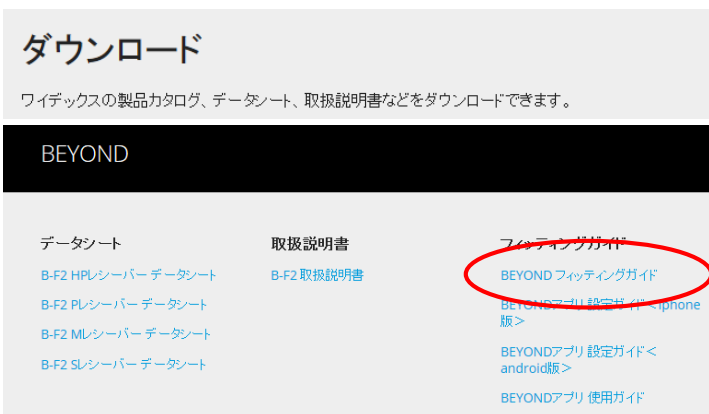 ダウンロード
ワイデックスの製品カタログ、データシート、取扱説明書などをダウンロードできます。
BEYOND
データシート
B-F2 HPレシーバー データシート
B-F2 Pレシーバー データシート
B-F2 Mレシーバー データシート
B-F2 Sレシーバー データシート
取扱説明書
B-F2 取扱説明書
フィッティングガイド
BEYOND フィッティングガイド
BEYONDアプリ 設定ガイド＜iphone
版＞
BEYONDアプリ 設定ガイド＜
android版＞
BEYONDアプリ 使用ガイド